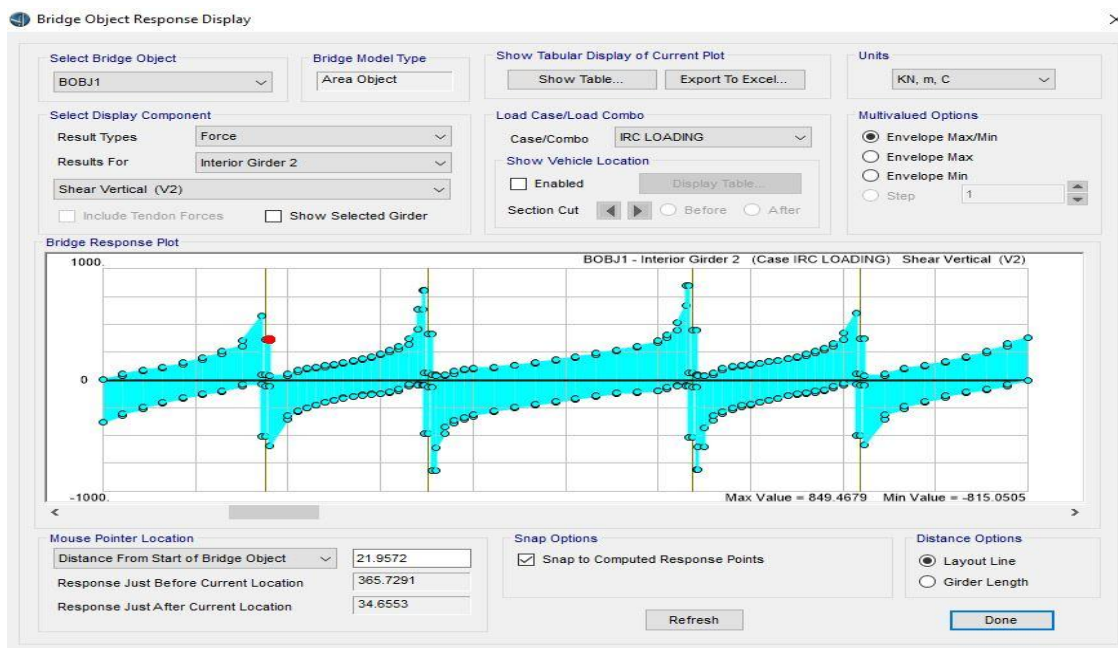 Bridge Object Response Display
Select Bridge Object
BOBJ1
Bridge Model Type
Area Object
Show Tabular Display of Current Plot
Show Table...
Export To Excel...
Units
KN, m, C
Select Display Component
Result Types
Force
Results For
Interior Girder 2
Shear Vertical (V2)
Include Tendon Forces
Show Selected Girder
Load Case/Load Combo
Case/Combo
IRC LOADING
Show Vehicle Location
Enabled
Display Table...
Section Cut
Before
After
Multivalued Options
Envelope Max/Min
Envelope Max
Envelope Min
Step
1
Bridge Response Plot
1000.
BOBJ1 - Interior Girder 2 (Case IRC LOADING) Shear Vertical (V2)
0
-1000.
Max Value = 849.4679 Min Value = -815.0505
Mouse Pointer Location
Distance From Start of Bridge Object
21.9572
Response Just Before Current Location
365.7291
Response Just After Current Location
34.6553
Snap Options
Snap to Computed Response Points
Distance Options
Layout Line
Girder Length
Refresh
Done